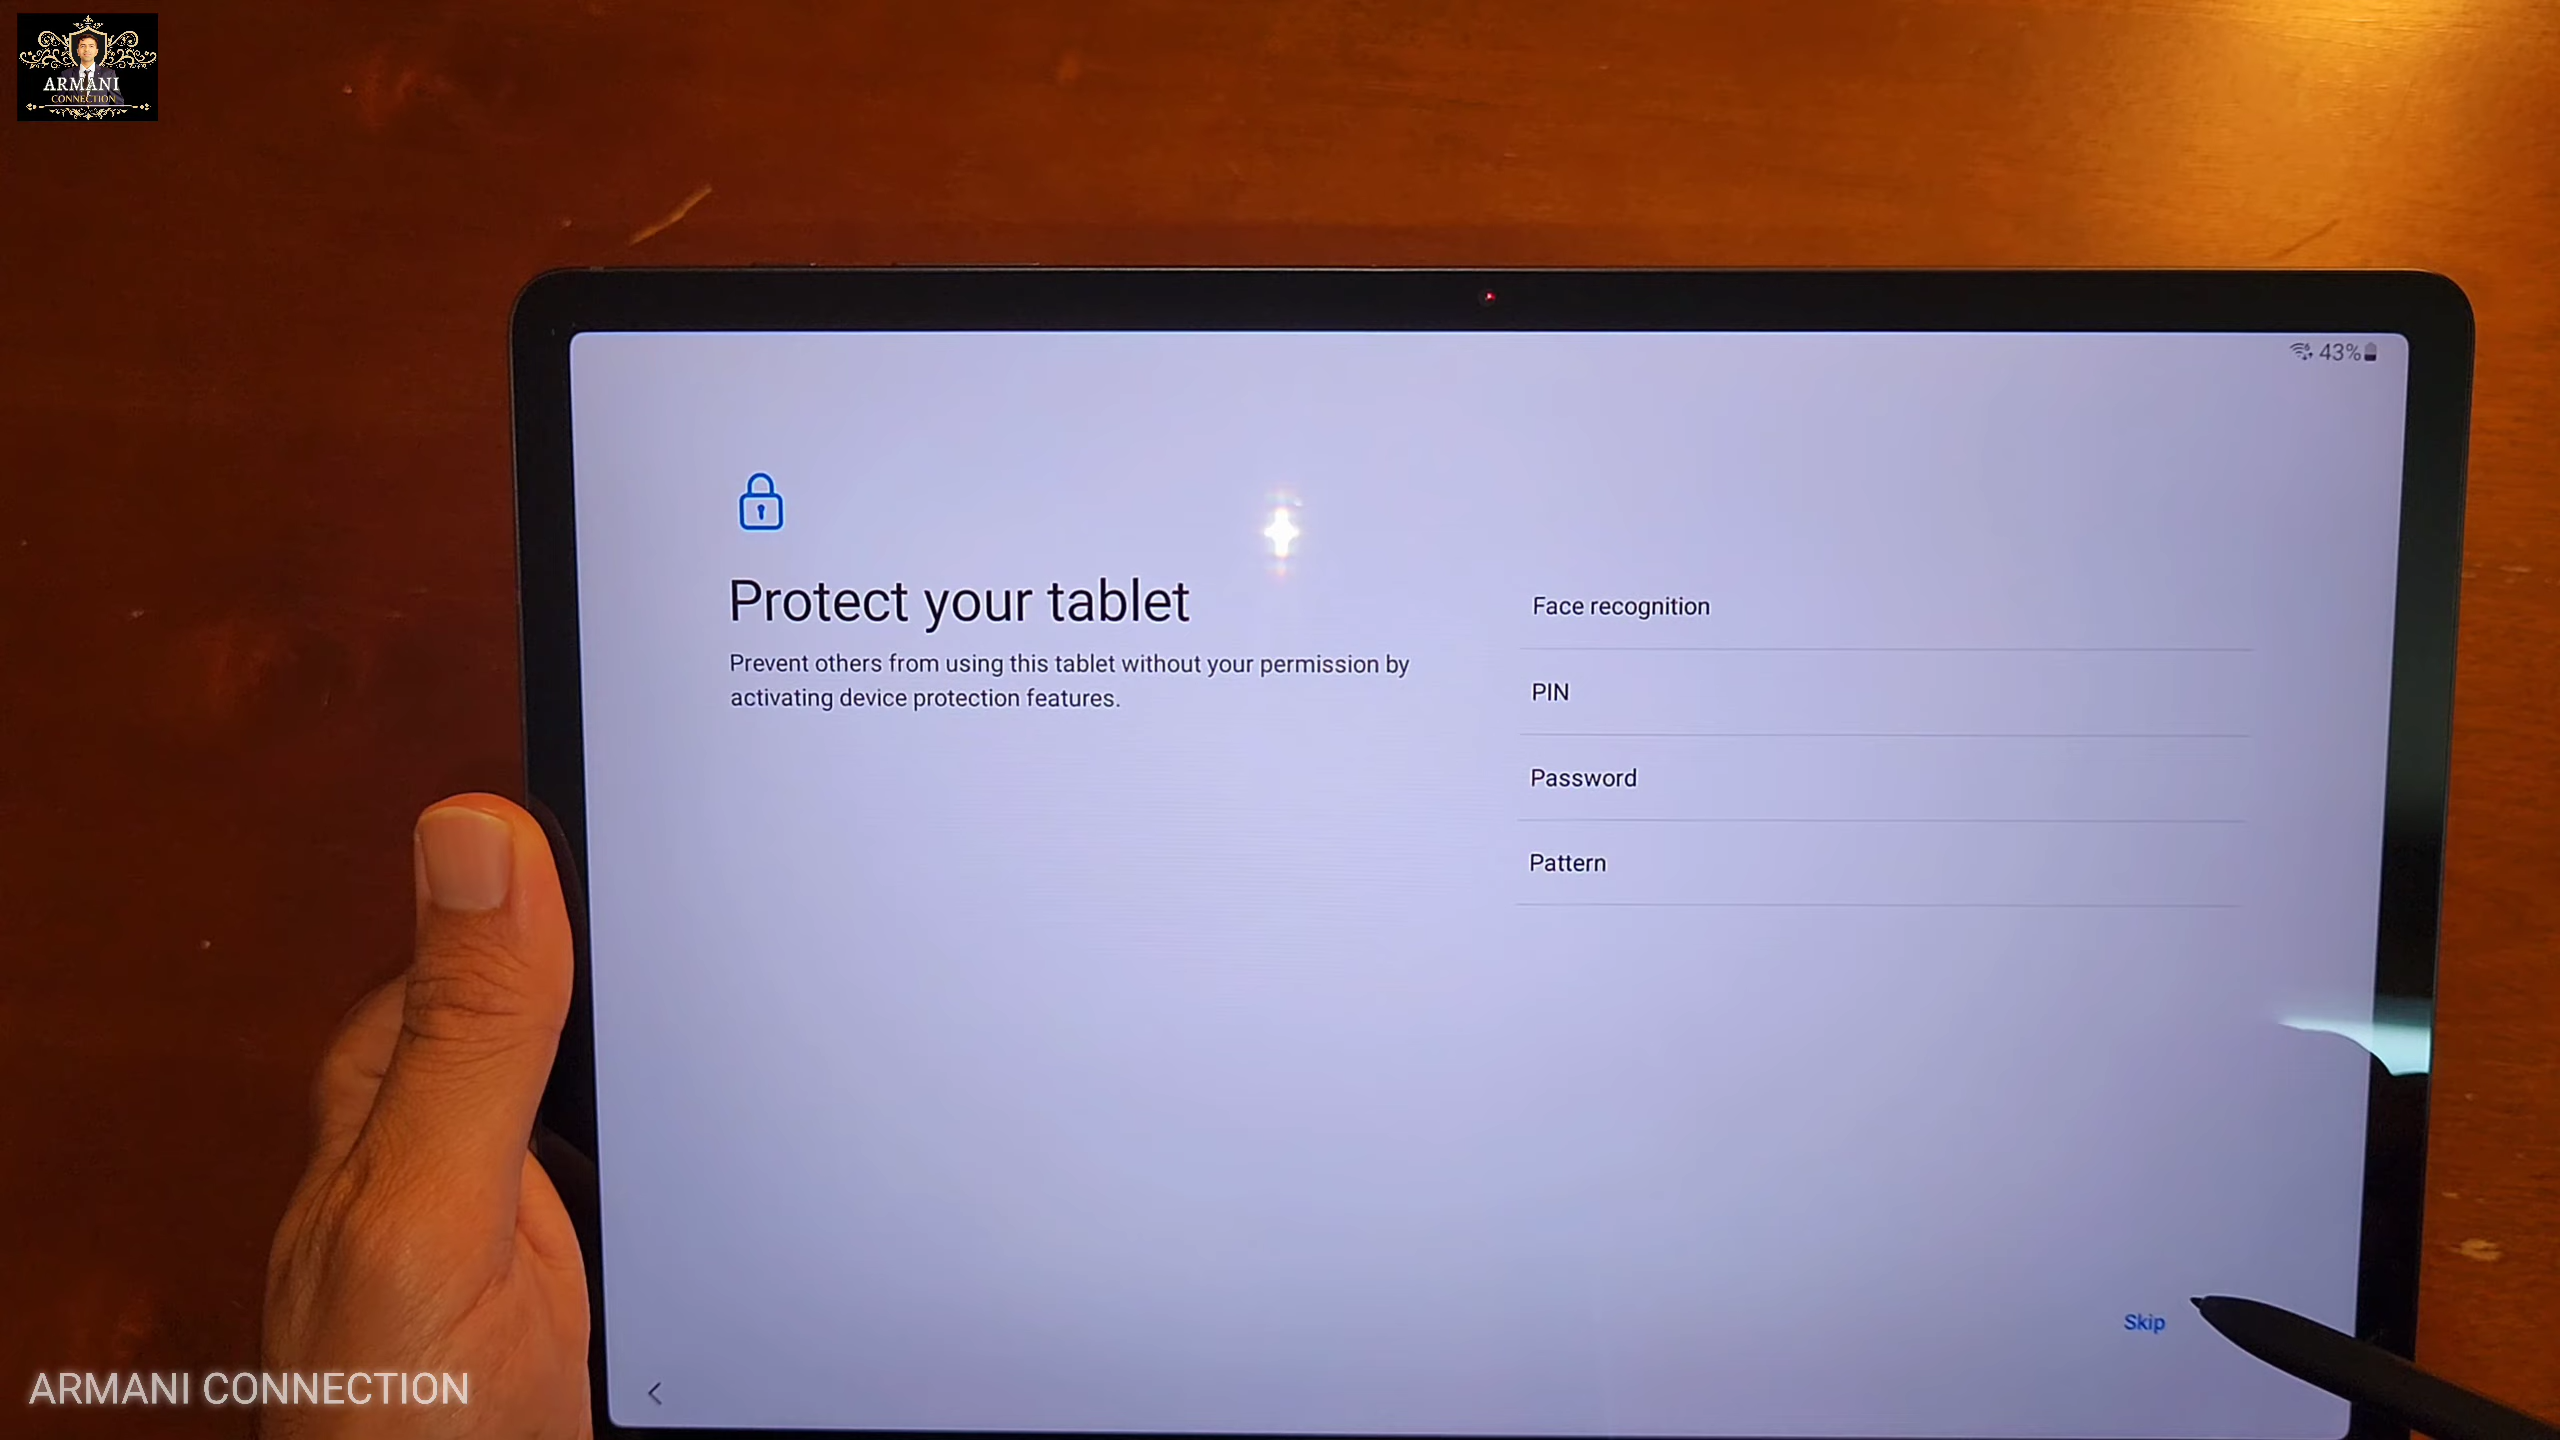 ARMANI
CONNECTION
43%
Protect your tablet
Prevent others from using this tablet without your permission by
activating device protection features.
Face recognition
PIN
Password
Pattern
Skip
ARMANI CONNECTION